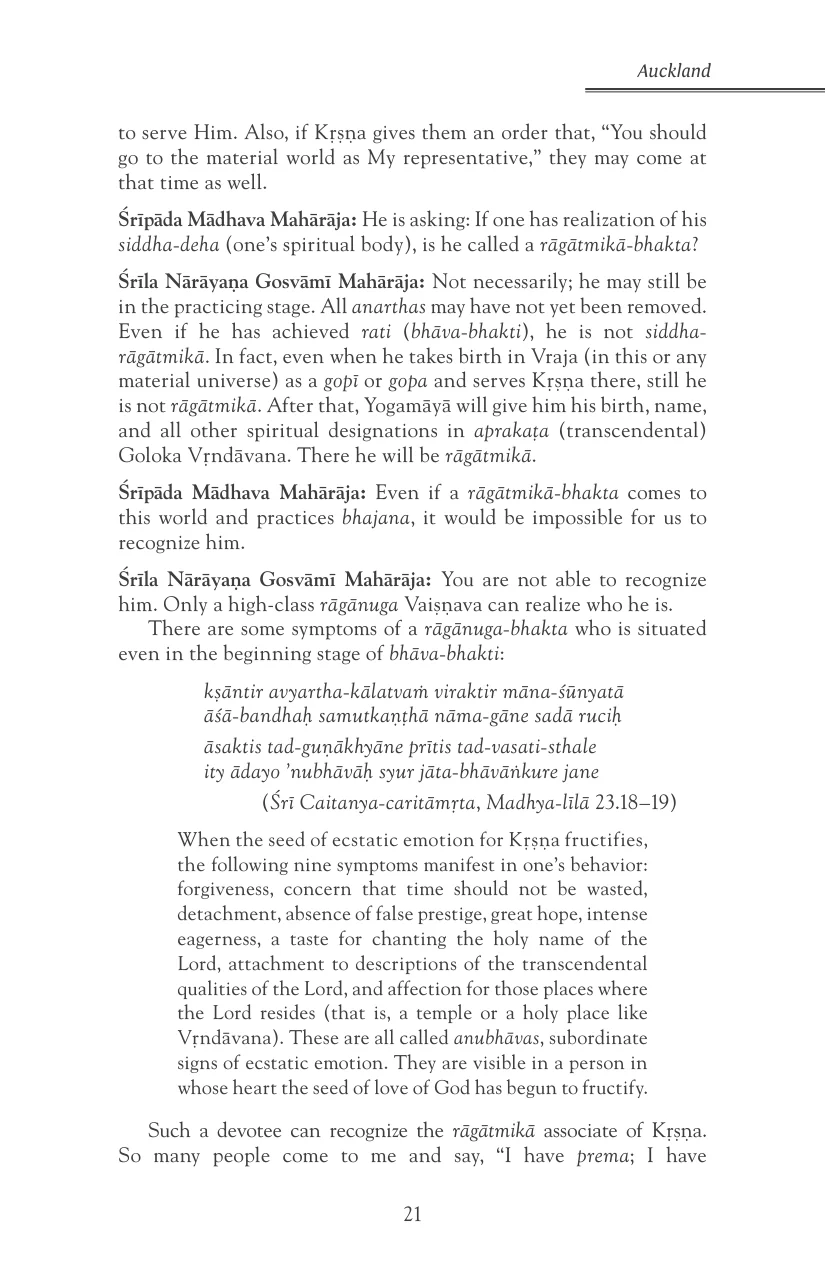 Auckland
to serve Him. Also, if Kṛṣṇa gives them an order that, “You should
go to the material world as My representative,” they may come at
that time as well.
Śrīpāda Mādhava Mahārāja: He is asking: If one has realization of his
siddha-deha (one’s spiritual body), is he called a rāgātmikā-bhakta?
Śrīla Nārāyaṇa Gosvāmī Mahārāja: Not necessarily; he may still be
in the practicing stage. All anarthas may have not yet been removed.
Even if he has achieved rati (bhāva-bhakti), he is not siddha-
rāgātmikā. In fact, even when he takes birth in Vraja (in this or any
material universe) as a gopī or gopa and serves Kṛṣṇa there, still he
is not rāgātmikā. After that, Yogamāyā will give him his birth, name,
and all other spiritual designations in aprakaṭa (transcendental)
Goloka Vṛndāvana. There he will be rāgātmikā.
Śrīpāda Mādhava Mahārāja: Even if a rāgātmikā-bhakta comes to
this world and practices bhajana, it would be impossible for us to
recognize him.
Śrīla Nārāyaṇa Gosvāmī Mahārāja: You are not able to recognize
him. Only a high-class rāgānuga Vaiṣṇava can realize who he is.
There are some symptoms of a rāgānuga-bhakta who is situated
even in the beginning stage of bhāva-bhakti:
kṣāntir avyartha-kālatvaṁ viraktir māna-śūnyatā
āśā-bandhaḥ samutkaṇṭhā nāma-gāne sadā ruciḥ
āsaktis tad-guṇākhyāne prītis tad-vasati-sthale
ity ādayo ’nubhāvāḥ syur jāta-bhāvāṅkure jane
(Śrī Caitanya-caritāmṛta, Madhya-līlā 23.18–19)
When the seed of ecstatic emotion for Kṛṣṇa fructifies,
the following nine symptoms manifest in one’s behavior:
forgiveness, concern that time should not be wasted,
detachment, absence of false prestige, great hope, intense
eagerness, a taste for chanting the holy name of the
Lord, attachment to descriptions of the transcendental
qualities of the Lord, and affection for those places where
the Lord resides (that is, a temple or a holy place like
Vṛndāvana). These are all called anubhāvas, subordinate
signs of ecstatic emotion. They are visible in a person in
whose heart the seed of love of God has begun to fructify.
Such a devotee can recognize the rāgātmikā associate of Kṛṣṇa.
So many people come to me and say, “I have prema; I have
21